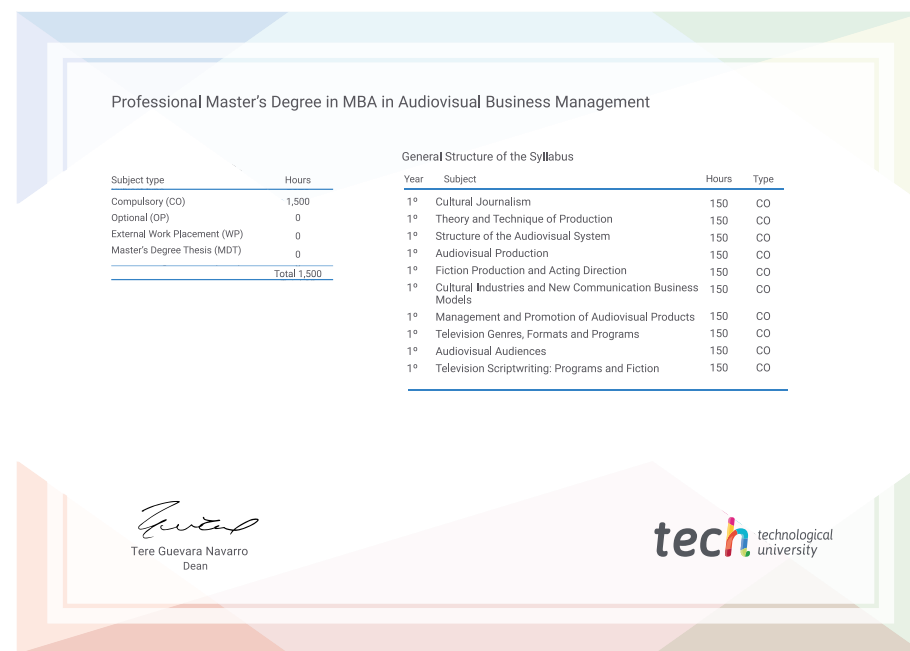 Professional Master's Degree in MBA in Audiovisual Business Management
Subject type Hours
Compulsory (CO) 1,500
Optional (OP) 0
External Work Placement (WP) 0
Master's Degree Thesis (MDT) 0
Total 1,500
General Structure of the Syllabus
Year Subject Hours Type
1º Cultural Journalism 150 CO
1º Theory and Technique of Production 150 CO
1º Structure of the Audiovisual System 150 CO
1º Audiovisual Production 150 CO
1º Fiction Production and Acting Direction 150 CO
1º Cultural Industries and New Communication Business 150 CO
Models
1º Management and Promotion of Audiovisual Products 150 CO
1º Television Genres, Formats and Programs 150 CO
1º Audiovisual Audiences 150 CO
1º Television Scriptwriting: Programs and Fiction 150 CO
Tere Guevara Navarro
Dean
tech technological
university